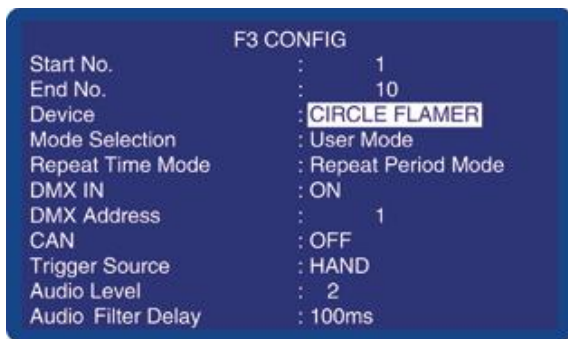 F3 CONFIG
Start No. : 1
End No. : 10
Device : CIRCLE FLAMER
Mode Selection : User Mode
Repeat Time Mode : Repeat Period Mode
DMX IN : ON
DMX Address : 1
CAN : OFF
Trigger Source : HAND
Audio Level : 2
Audio Filter Delay : 100ms